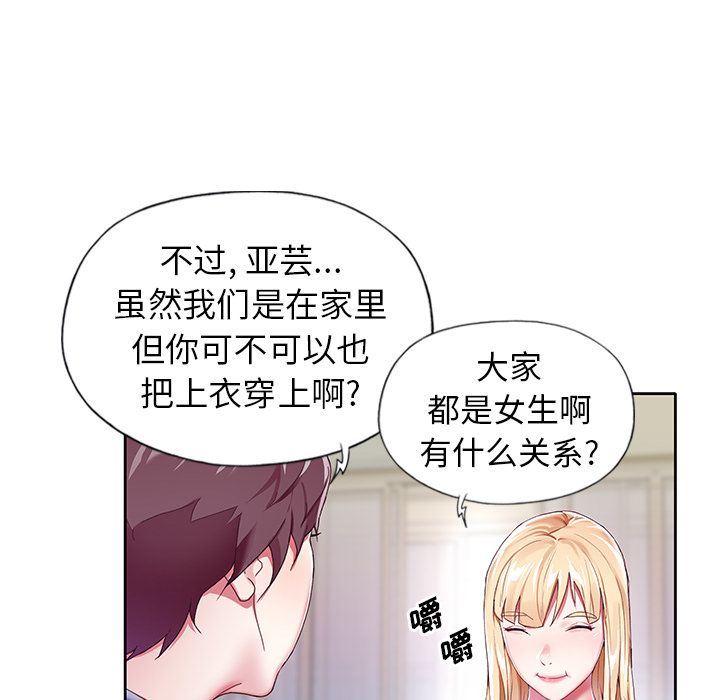 不过, 亚芸...
虽然我们是在家里
但你可不可以也
把上衣穿上啊?
大家
都是女生啊
有什么关系?
嚼
嚼